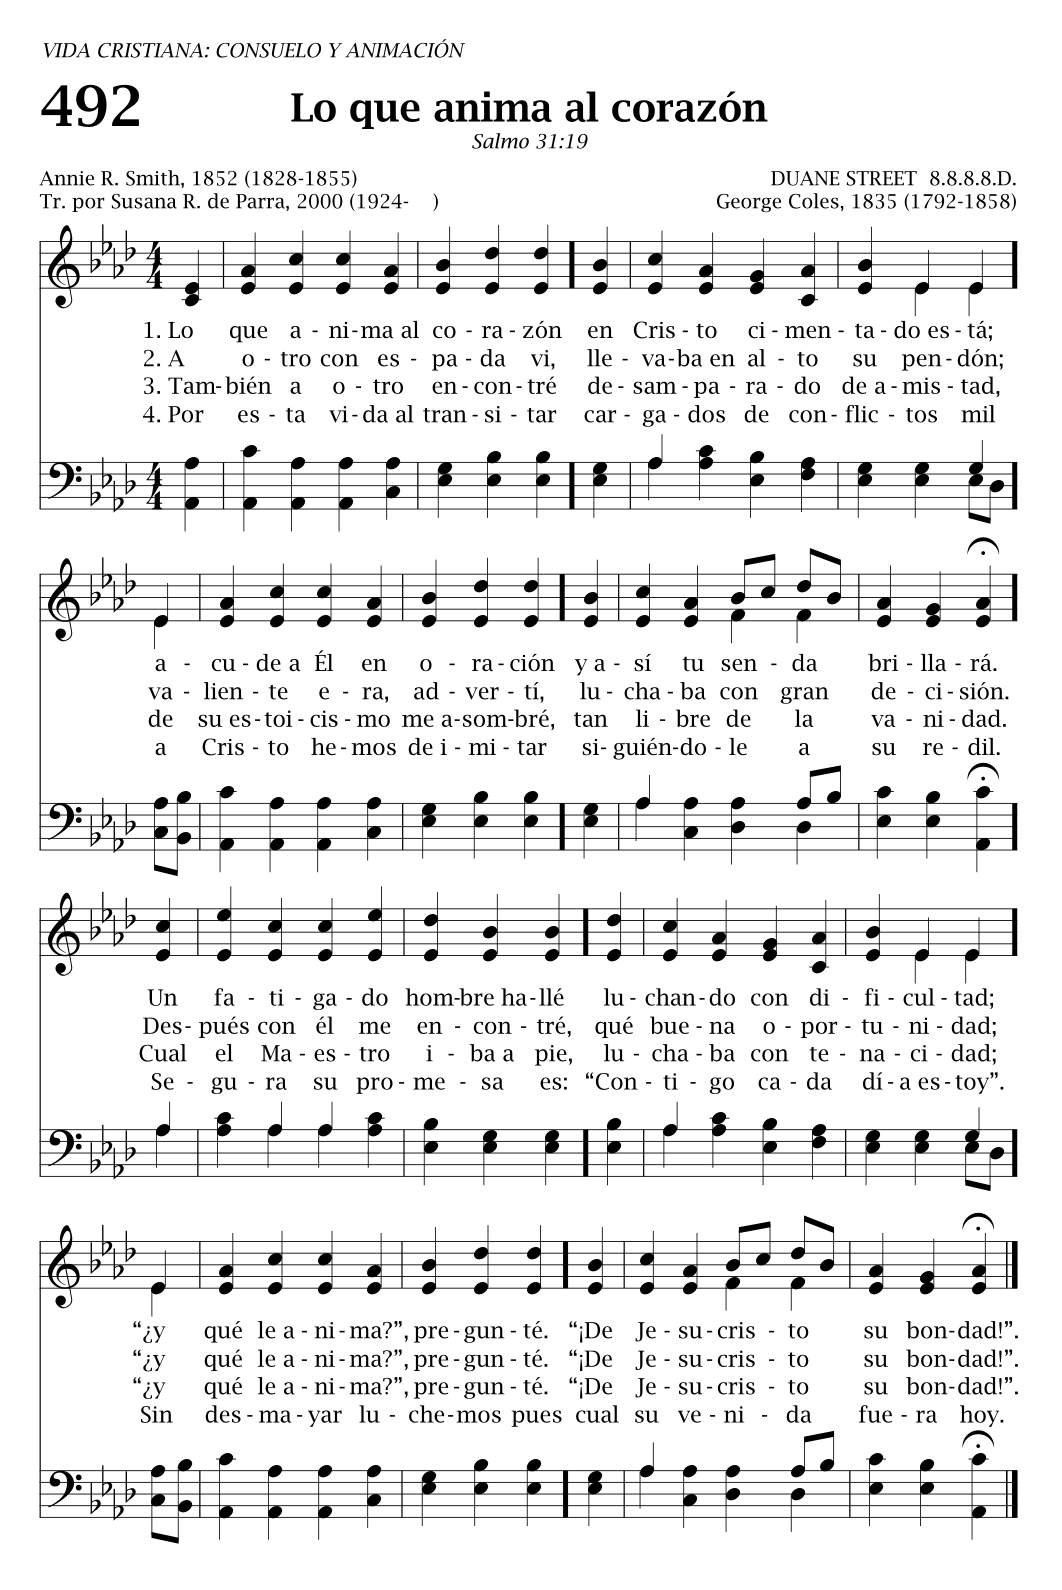 VIDA CRISTIANA: CONSUELO Y ANIMACIÓN
492 Lo que anima al corazón
Salmo 31:19
Annie R. Smith, 1852 (1828-1855) DUANE STREET 8.8.8.8.D.
Tr. por Susana R. de Parra, 2000 (1924- ) George Coles, 1835 (1792-1858)
1. Lo que a - ni - ma al co - ra - zón en Cris - to ci - men - ta - do es - tá;
2. A o - tro con es - pa - da vi, lle - va - ba en al - to su pen - dón;
3. Tam - bién a o - tro en - con - tré de - sam - pa - ra - do de a - mis - tad,
4. Por es - ta vi - da al tran - si - tar car - ga - dos de con - flic - tos mil
a - cu - de a Él en o - ra - ción y a - sí tu sen - da bri - lla - rá.
va - lien - te e - ra, ad - ver - tí, lu - cha - ba con gran de - ci - sión.
de su es - toi - cis - mo me a - som - bré, tan li - bre de la va - ni - dad.
a Cris - to he - mos de i - mi - tar si - guién - do - le a su re - dil.
Un fa - ti - ga - do hom - bre ha - llé lu - chan - do con di - fi - cul - tad;
Des - pués con él me en - con - tré, qué bue - na o - por - tu - ni - dad;
Cual el Ma - es - tro i - ba a pie, lu - cha - ba con te - na - ci - dad;
Se - gu - ra su pro - me - sa es: “Con - ti - go ca - da dí - a es - toy”.
“¿y qué le a - ni - ma?”, pre - gun - té. “¡De Je - su - cris - to su bon - dad!”.
“¿y qué le a - ni - ma?”, pre - gun - té. “¡De Je - su - cris - to su bon - dad!”.
“¿y qué le a - ni - ma?”, pre - gun - té. “¡De Je - su - cris - to su bon - dad!”.
Sin des - ma - yar lu - che - mos pues cual su ve - ni - da fue - ra hoy.